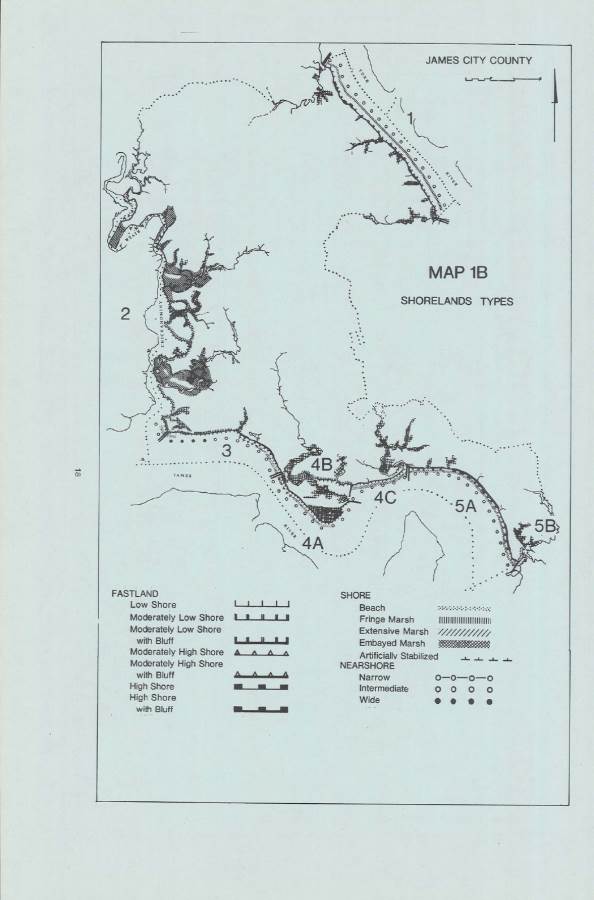 JAMES CITY COUNTY
YORK
1
RIVER
MAP 1B
SHORELANDS TYPES
2
3
JAMES
RIVER
4A
4B
4C
5A
5B
18
FASTLAND
Low Shore
Moderately Low Shore
Moderately Low Shore
with Bluff
Moderately High Shore
Moderately High Shore
with Bluff
High Shore
High Shore
with Bluff
SHORE
Beach
Fringe Marsh
Extensive Marsh
Embayed Marsh
Artificially Stabilized
NEARSHORE
Narrow
Intermediate
Wide